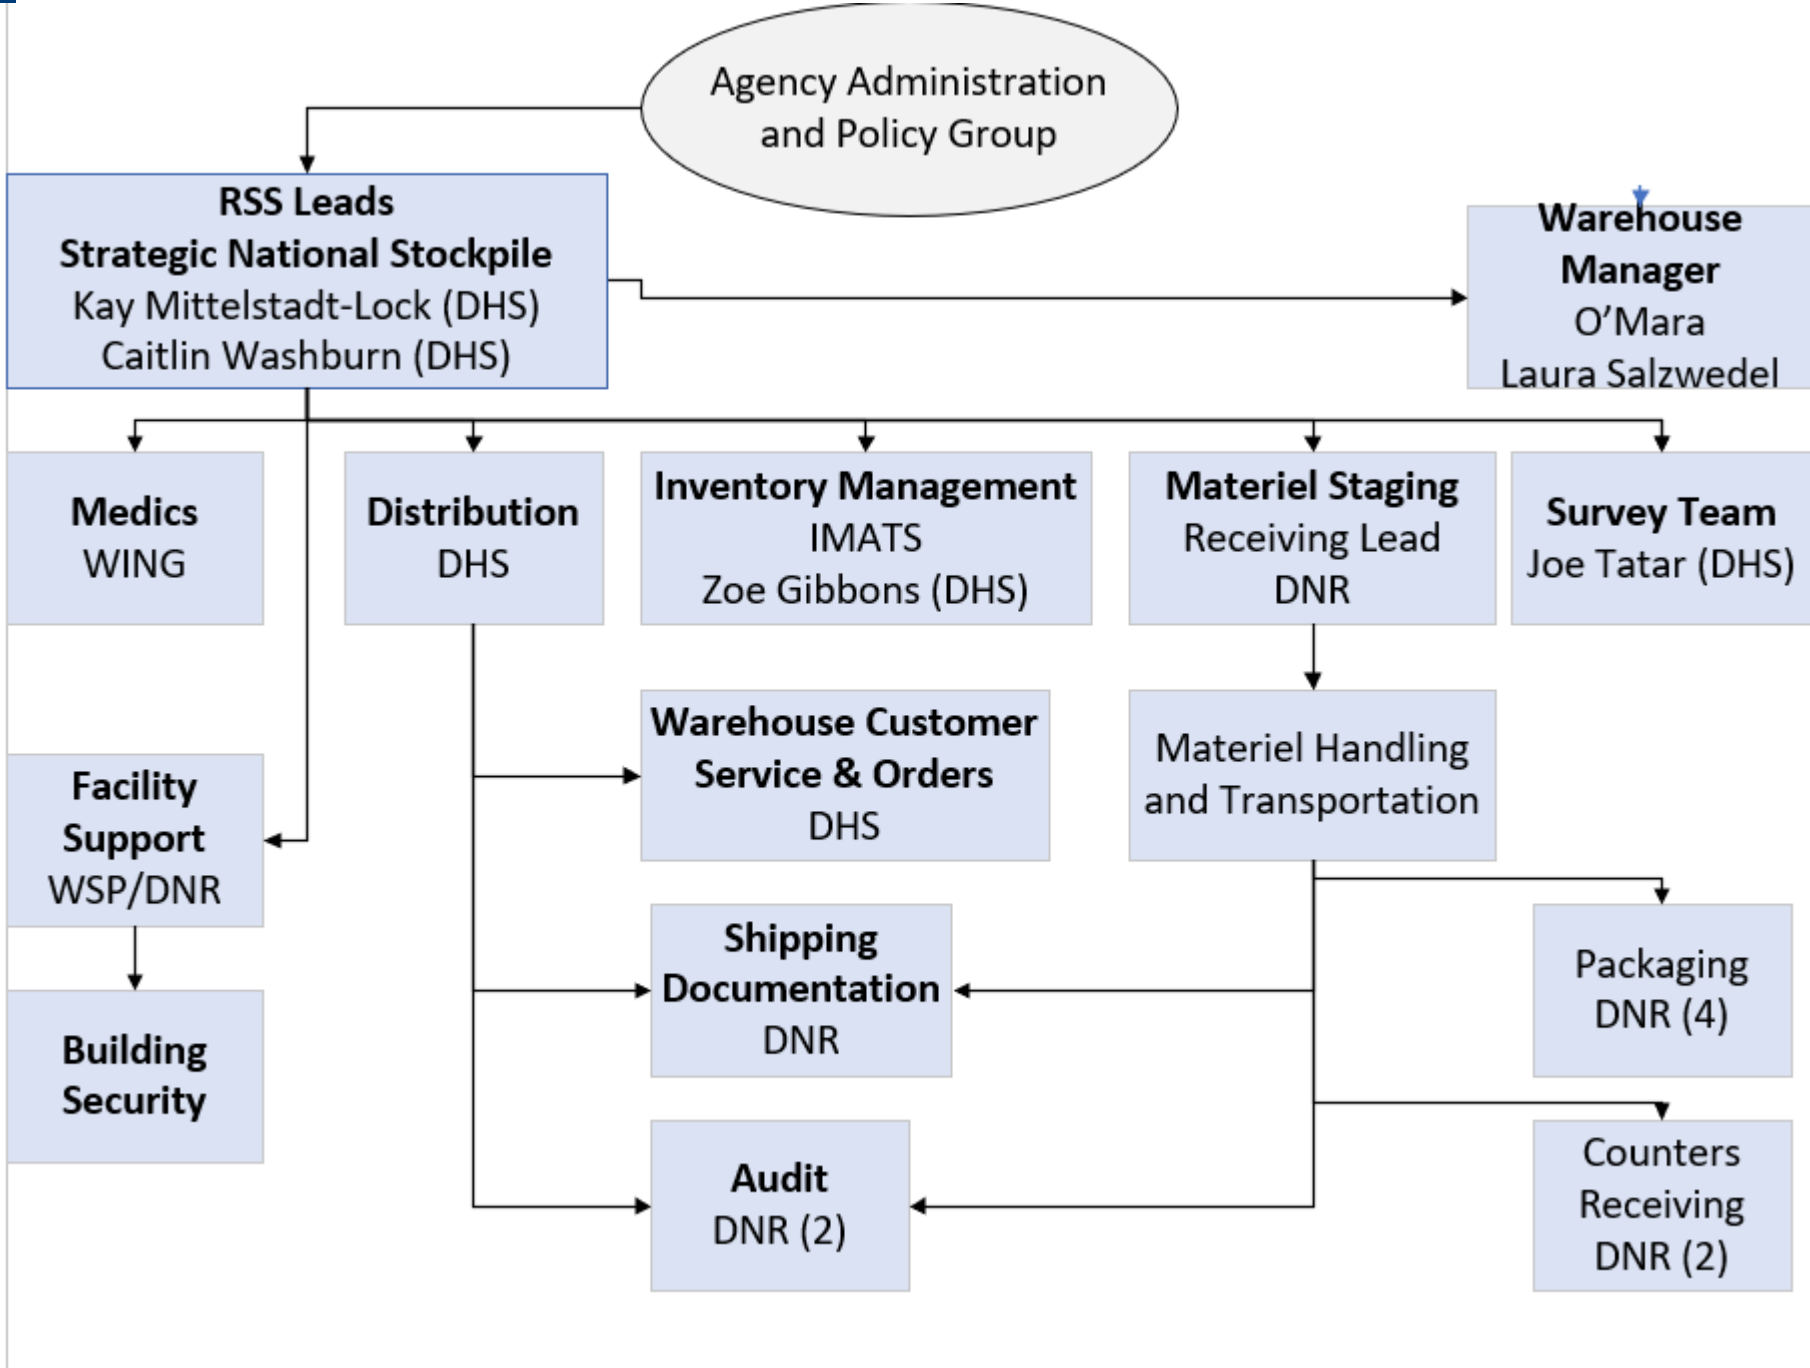 Agency Administration
and Policy Group
RSS Leads
Strategic National Stockpile
Kay Mittelstadt-Lock (DHS)
Caitlin Washburn (DHS)
Warehouse
Manager
O’Mara
Laura Salzwedel
Medics
WING
Distribution
DHS
Inventory Management
IMATS
Zoe Gibbons (DHS)
Materiel Staging
Receiving Lead
DNR
Survey Team
Joe Tatar (DHS)
Facility
Support
WSP/DNR
Warehouse Customer
Service & Orders
DHS
Materiel Handling
and Transportation
Building
Security
Shipping
Documentation
DNR
Packaging
DNR (4)
Audit
DNR (2)
Counters
Receiving
DNR (2)